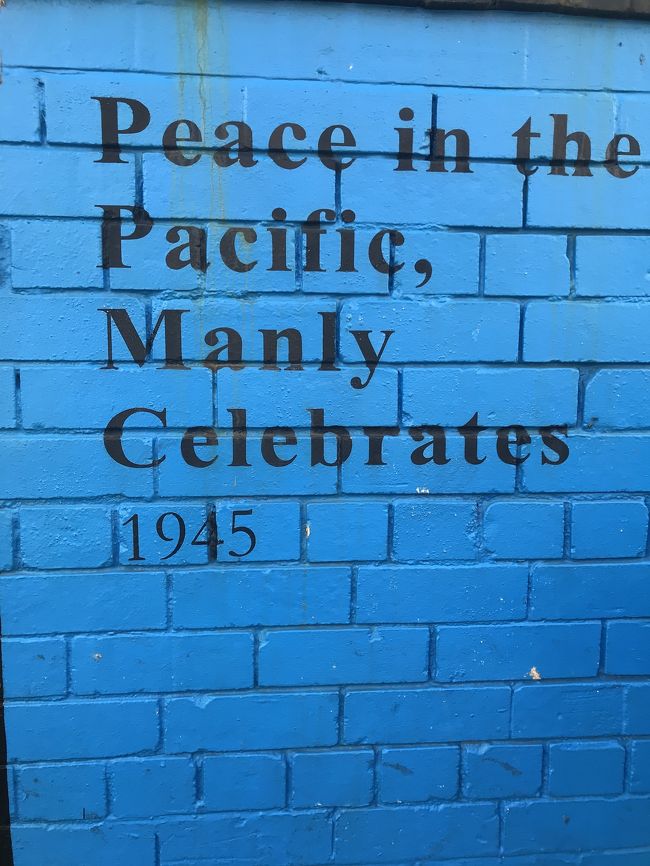 Peace in the
Pacific,
Manly
Celebrates
1945